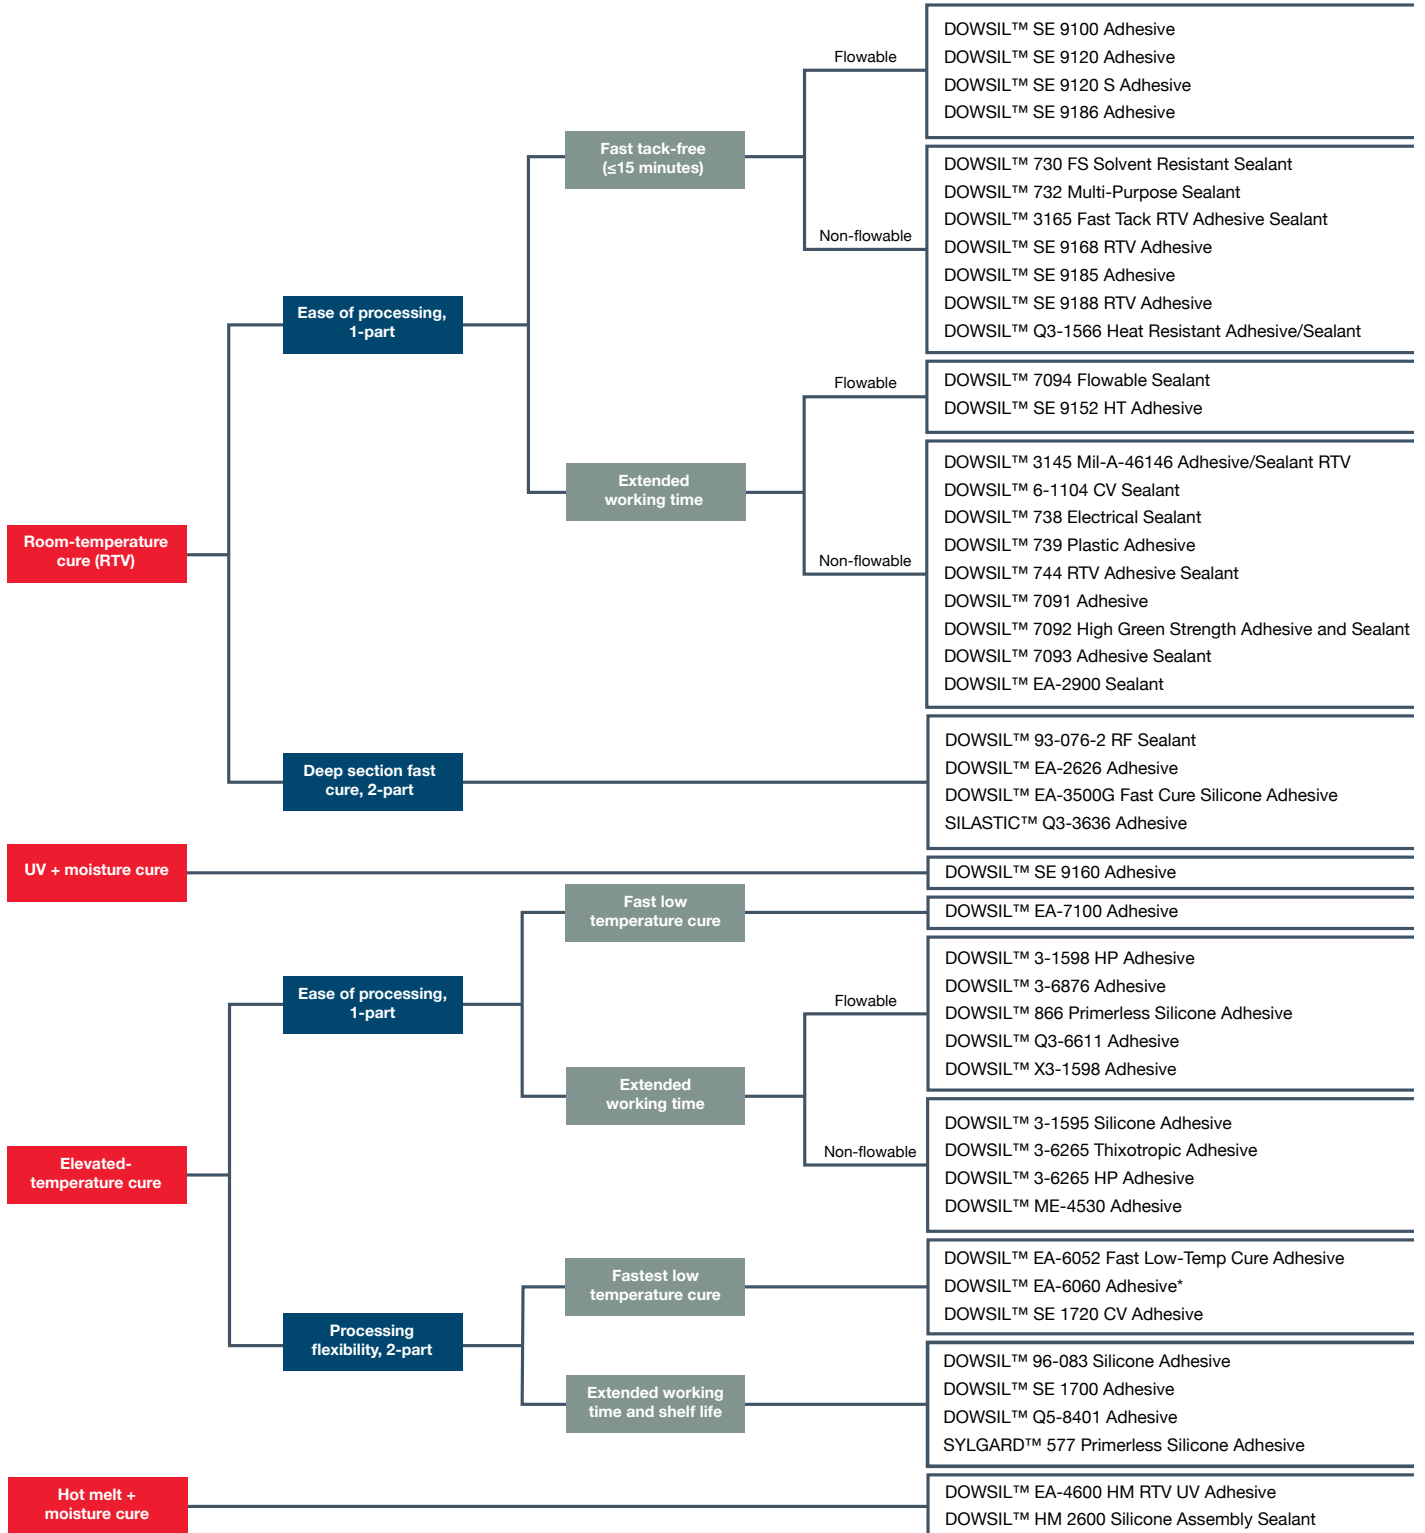 Room-temperature
cure (RTV)
Ease of processing,
1-part
Fast tack-free
(≤15 minutes)
Flowable
DOWSIL™ SE 9100 Adhesive
DOWSIL™ SE 9120 Adhesive
DOWSIL™ SE 9120 S Adhesive
DOWSIL™ SE 9186 Adhesive
Non-flowable
DOWSIL™ 730 FS Solvent Resistant Sealant
DOWSIL™ 732 Multi-Purpose Sealant
DOWSIL™ 3165 Fast Tack RTV Adhesive Sealant
DOWSIL™ SE 9168 RTV Adhesive
DOWSIL™ SE 9185 Adhesive
DOWSIL™ SE 9188 RTV Adhesive
DOWSIL™ Q3-1566 Heat Resistant Adhesive/Sealant
Extended
working time
Flowable
DOWSIL™ 7094 Flowable Sealant
DOWSIL™ SE 9152 HT Adhesive
Non-flowable
DOWSIL™ 3145 Mil-A-46146 Adhesive/Sealant RTV
DOWSIL™ 6-1104 CV Sealant
DOWSIL™ 738 Electrical Sealant
DOWSIL™ 739 Plastic Adhesive
DOWSIL™ 744 RTV Adhesive Sealant
DOWSIL™ 7091 Adhesive
DOWSIL™ 7092 High Green Strength Adhesive and Sealant
DOWSIL™ 7093 Adhesive Sealant
DOWSIL™ EA-2900 Sealant
Deep section fast
cure, 2-part
DOWSIL™ 93-076-2 RF Sealant
DOWSIL™ EA-2626 Adhesive
DOWSIL™ EA-3500G Fast Cure Silicone Adhesive
SILASTIC™ Q3-3636 Adhesive
UV + moisture cure
DOWSIL™ SE 9160 Adhesive
Elevated-
temperature cure
Ease of processing,
1-part
Fast low
temperature cure
DOWSIL™ EA-7100 Adhesive
Extended
working time
Flowable
DOWSIL™ 3-1598 HP Adhesive
DOWSIL™ 3-6876 Adhesive
DOWSIL™ 866 Primerless Silicone Adhesive
DOWSIL™ Q3-6611 Adhesive
DOWSIL™ X3-1598 Adhesive
Non-flowable
DOWSIL™ 3-1595 Silicone Adhesive
DOWSIL™ 3-6265 Thixotropic Adhesive
DOWSIL™ 3-6265 HP Adhesive
DOWSIL™ ME-4530 Adhesive
Processing
flexibility, 2-part
Fastest low
temperature cure
DOWSIL™ EA-6052 Fast Low-Temp Cure Adhesive
DOWSIL™ EA-6060 Adhesive*
DOWSIL™ SE 1720 CV Adhesive
Extended working
time and shelf life
DOWSIL™ 96-083 Silicone Adhesive
DOWSIL™ SE 1700 Adhesive
DOWSIL™ Q5-8401 Adhesive
SYLGARD™ 577 Primerless Silicone Adhesive
Hot melt +
moisture cure
DOWSIL™ EA-4600 HM RTV UV Adhesive
DOWSIL™ HM 2600 Silicone Assembly Sealant